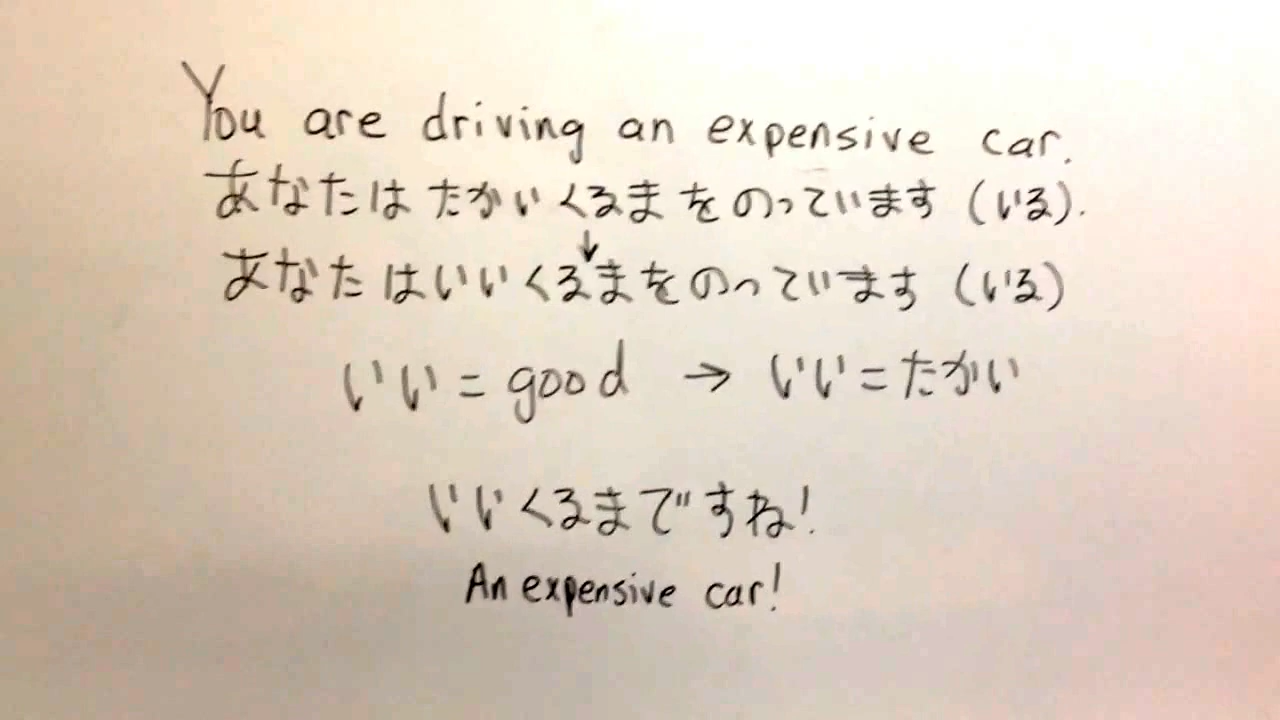 You are driving an expensive car.
あなたは たかいくるまをのっています (いる).
↓
あなたはいいくるまをのっています (いる)
いい = good → いい = たかい
いいくるまですね!
An expensive car!